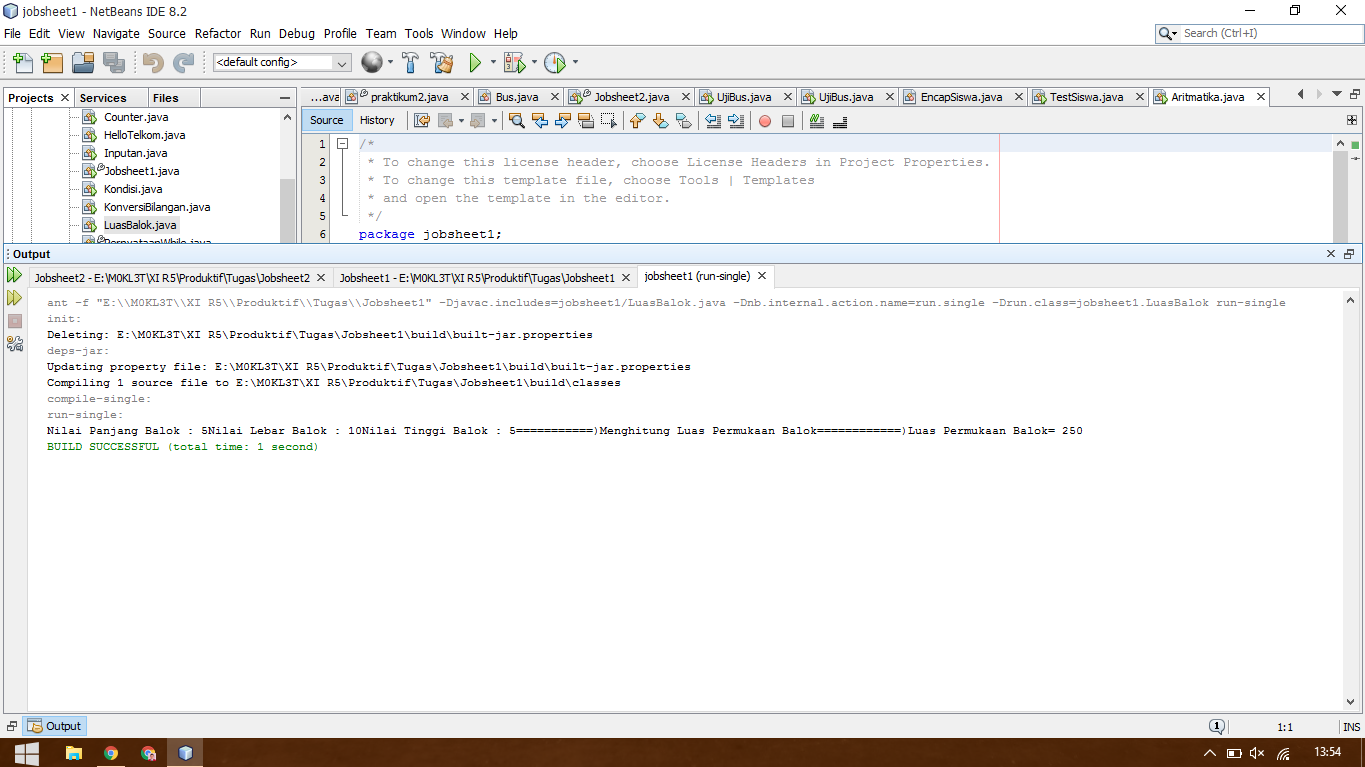 jobsheet1 - NetBeans IDE 8.2
File Edit View Navigate Source Refactor Run Debug Profile Team Tools Window Help
Search (Ctrl+I)
<default config>
Projects Services Files
...ava praktikum2.java Bus.java Jobsheet2.java UjiBus.java UjiBus.java EncapSiswa.java TestSiswa.java Aritmatika.java
Counter.java
HelloTelkom.java
Inputan.java
Jobsheet1.java
Kondisi.java
KonversiBilangan.java
LuasBalok.java
PernyataanWhile.java
Source History
1 /*
2 * To change this license header, choose License Headers in Project Properties.
3 * To change this template file, choose Tools | Templates
4 * and open the template in the editor.
5 */
6 package jobsheet1;
Output
Jobsheet2 - E:\M0KL3T\XI R5\Produktif\Tugas\Jobsheet2 Jobsheet1 - E:\M0KL3T\XI R5\Produktif\Tugas\Jobsheet1 jobsheet1 (run-single)
ant -f "E:\\M0KL3T\\XI R5\\Produktif\\Tugas\\Jobsheet1" -Djavac.includes=jobsheet1/LuasBalok.java -Dnb.internal.action.name=run.single -Drun.class=jobsheet1.LuasBalok run-single
init:
Deleting: E:\M0KL3T\XI R5\Produktif\Tugas\Jobsheet1\build\built-jar.properties
deps-jar:
Updating property file: E:\M0KL3T\XI R5\Produktif\Tugas\Jobsheet1\build\built-jar.properties
Compiling 1 source file to E:\M0KL3T\XI R5\Produktif\Tugas\Jobsheet1\build\classes
compile-single:
run-single:
Nilai Panjang Balok : 5Nilai Lebar Balok : 10Nilai Tinggi Balok : 5===========)Menghitung Luas Permukaan Balok============)Luas Permukaan Balok= 250
BUILD SUCCESSFUL (total time: 1 second)
Output
1
1:1
INS
13:54